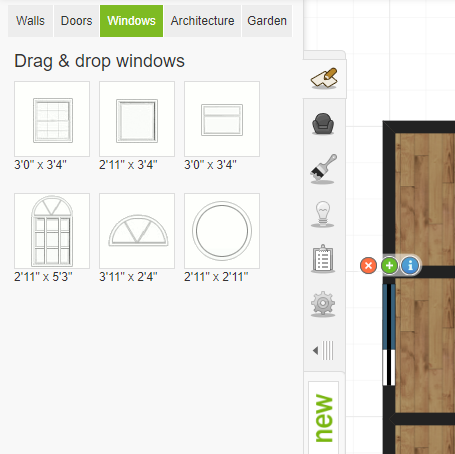 Walls Doors Windows Architecture Garden
Drag & drop windows
3'0" x 3'4" 2'11" x 3'4" 3'0" x 3'4"
2'11" x 5'3" 3'11" x 2'4" 2'11" x 2'11"
new